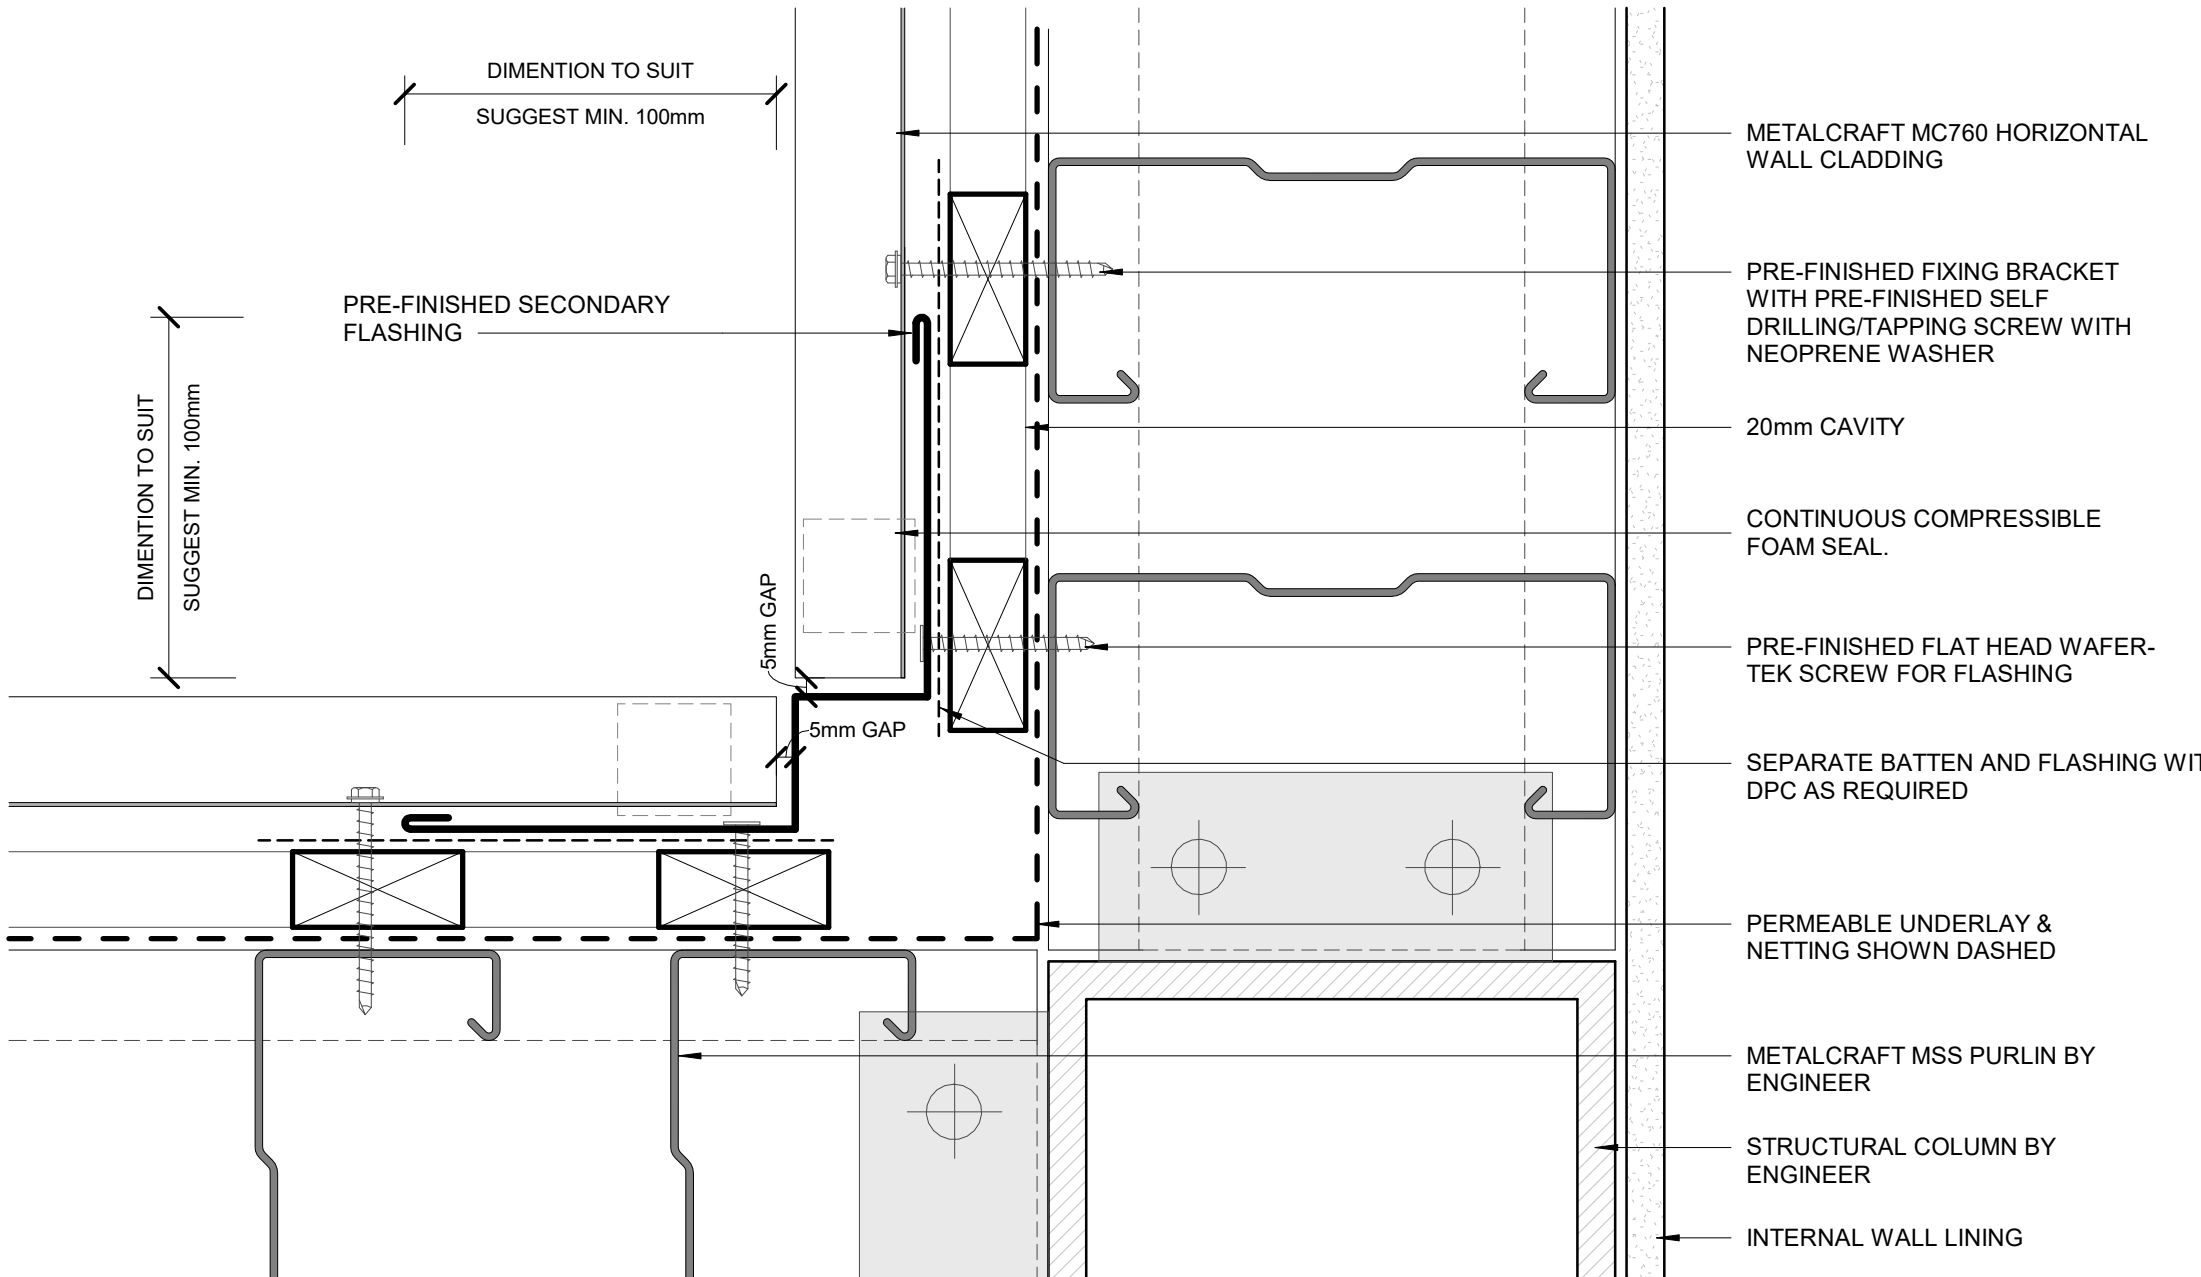 DIMENTION TO SUIT
SUGGEST MIN. 100mm
METALCRAFT MC760 HORIZONTAL
WALL CLADDING
PRE-FINISHED FIXING BRACKET
WITH PRE-FINISHED SELF
DRILLING/TAPPING SCREW WITH
NEOPRENE WASHER
PRE-FINISHED SECONDARY
FLASHING
DIMENTION TO SUIT
SUGGEST MIN. 100mm
20mm CAVITY
CONTINUOUS COMPRESSIBLE
FOAM SEAL.
5mm GAP
PRE-FINISHED FLAT HEAD WAFER-
TEK SCREW FOR FLASHING
5mm GAP
SEPARATE BATTEN AND FLASHING WIT
DPC AS REQUIRED
PERMEABLE UNDERLAY &
NETTING SHOWN DASHED
METALCRAFT MSS PURLIN BY
ENGINEER
STRUCTURAL COLUMN BY
ENGINEER
INTERNAL WALL LINING